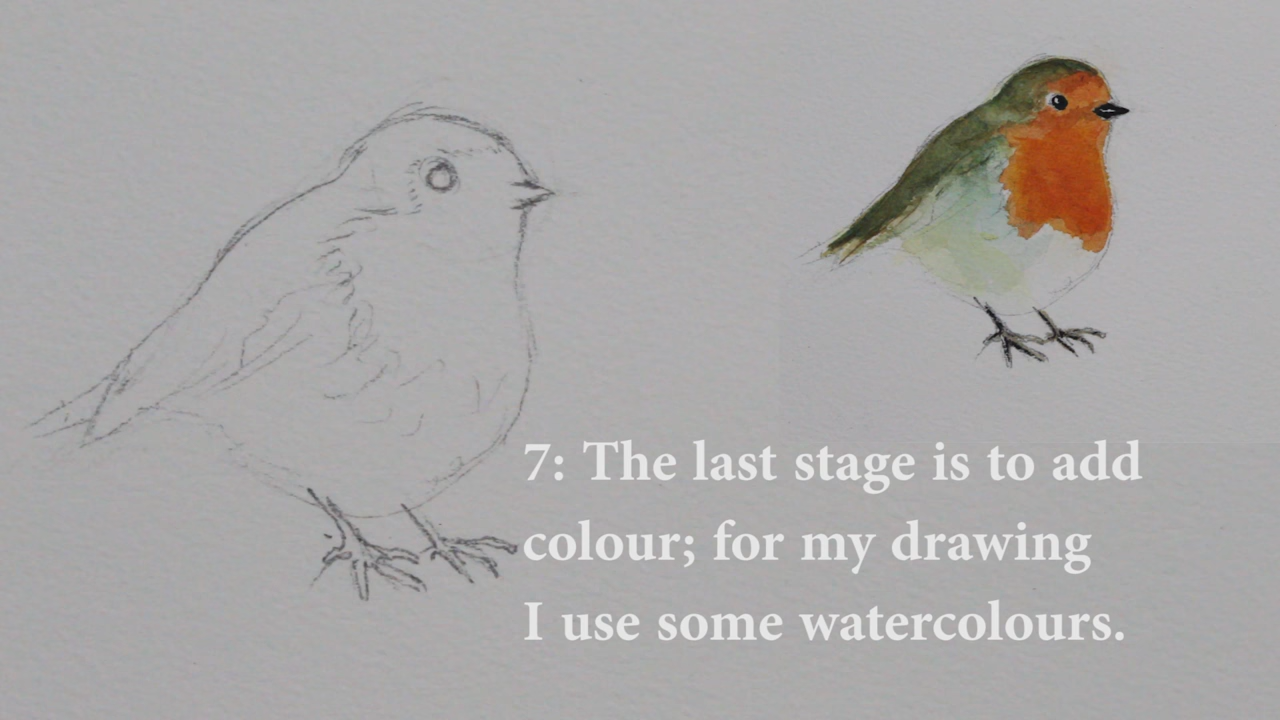 7: The last stage is to add
colour; for my drawing
I use some watercolours.